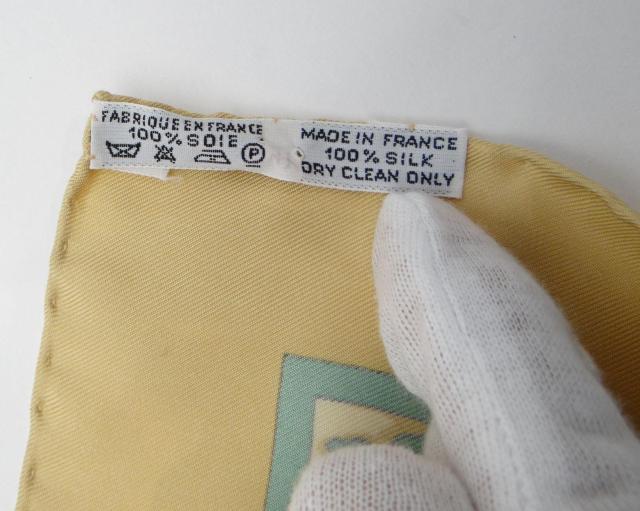 FABRIQUE EN FRANCE
100% SOIE
P
MADE IN FRANCE
100% SILK
DRY CLEAN ONLY